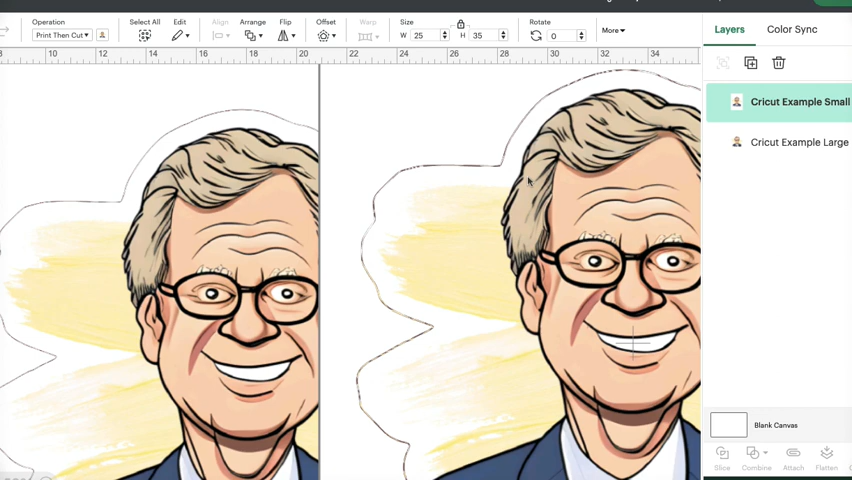 Operation Select All Edit Align Arrange Flip Offset Warp Size Rotate
Print Then Cut W 25 H 35 0 More
Layers Color Sync
10 12 14 16 18 20 22 24 26 28 30 32 34
Cricut Example Small
Cricut Example Large
Blank Canvas
Slice Combine Attach Flatten